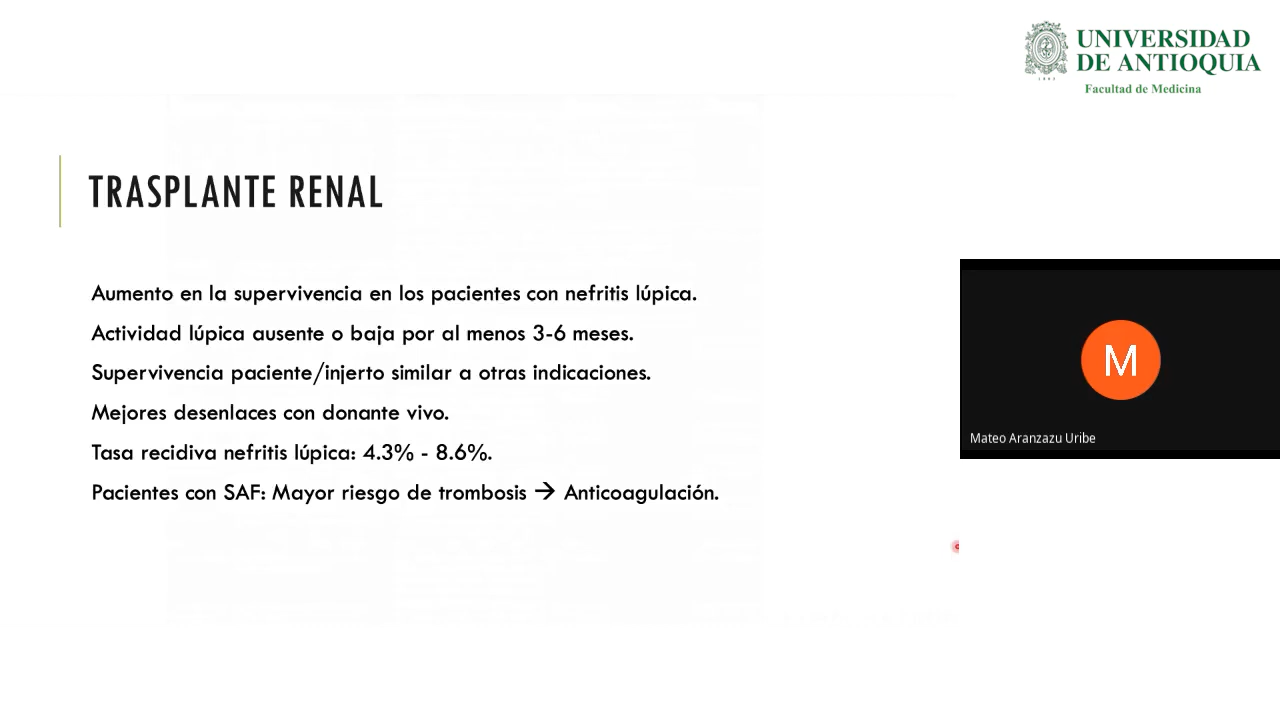 UNIVERSIDAD
DE ANTIOQUIA
1803
Facultad de Medicina
TRASPLANTE RENAL
Aumento en la supervivencia en los pacientes con nefritis lúpica.
Actividad lúpica ausente o baja por al menos 3-6 meses.
Supervivencia paciente/injerto similar a otras indicaciones.
Mejores desenlaces con donante vivo.
Tasa recidiva nefritis lúpica: 4.3% - 8.6%.
Pacientes con SAF: Mayor riesgo de trombosis → Anticoagulación.
M
Mateo Aranzazu Uribe